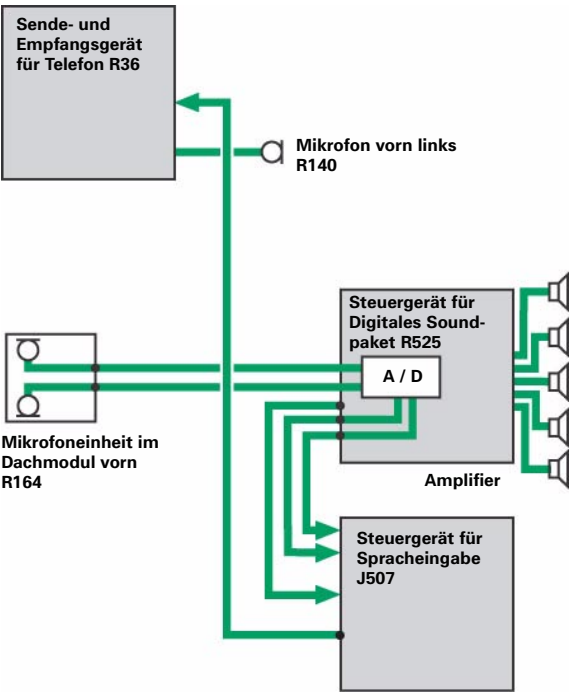 Sende- und
Empfangsgerät
für Telefon R36
Mikrofon vorn links
R140
Steuergerät für
Digitales Sound-
paket R525
A / D
Mikrofoneinheit im
Dachmodul vorn
R164
Amplifier
Steuergerät für
Spracheingabe
J507